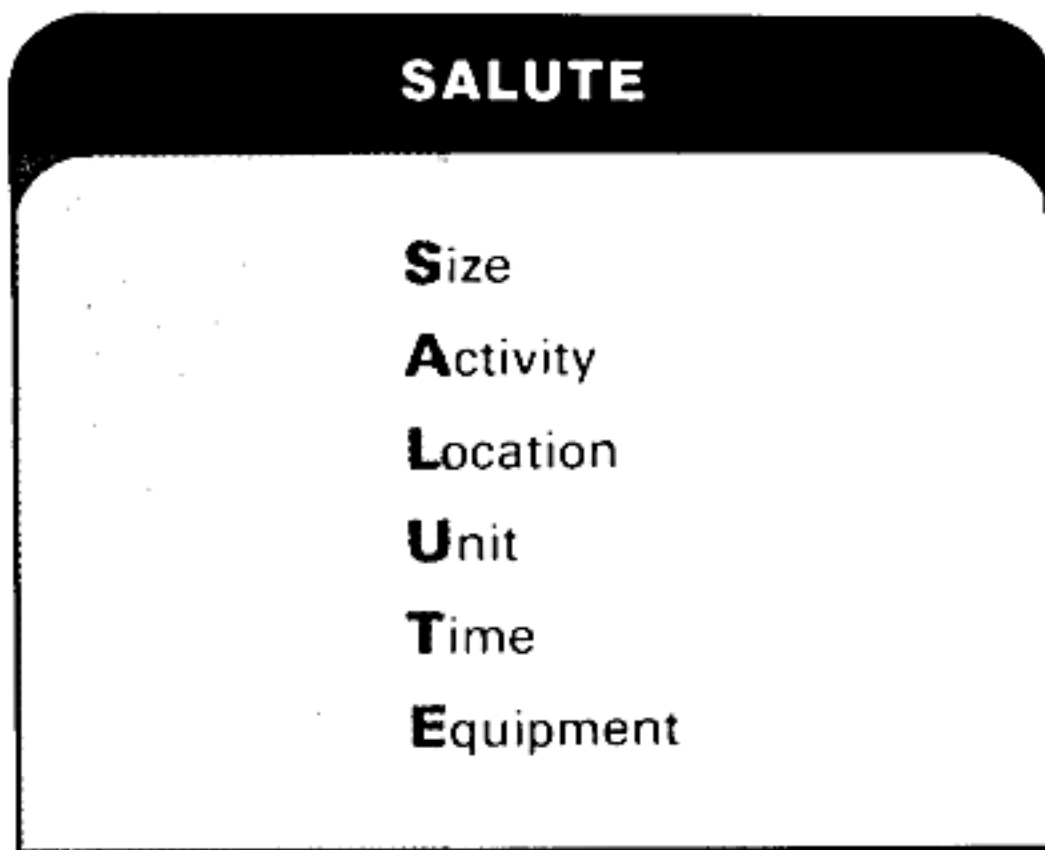 SALUTE
Size
Activity
Location
Unit
Time
Equipment